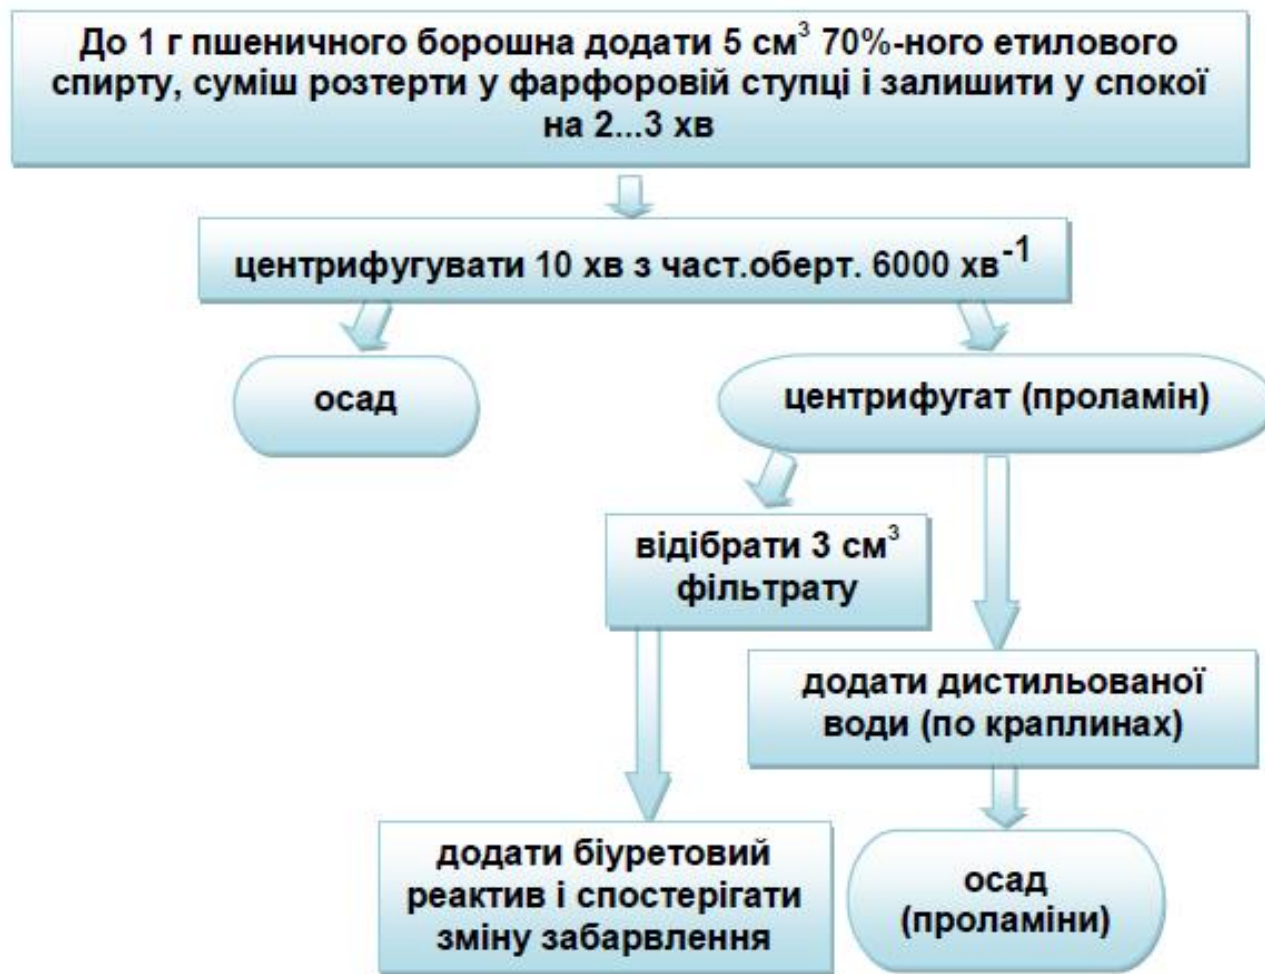 До 1 г пшеничного борошна додати 5 см³ 70%-ного етилового
спирту, суміш розтерти у фарфоровій ступці і залишити у спокої
на 2...3 хв
центрифугувати 10 хв з част.оберт. 6000 хв⁻¹
осад
центрифугат (проламін)
відібрати 3 см³
фільтрату
додати дистильованої
води (по краплинах)
додати біуретовий
реактив і спостерігати
зміну забарвлення
осад
(проламіни)